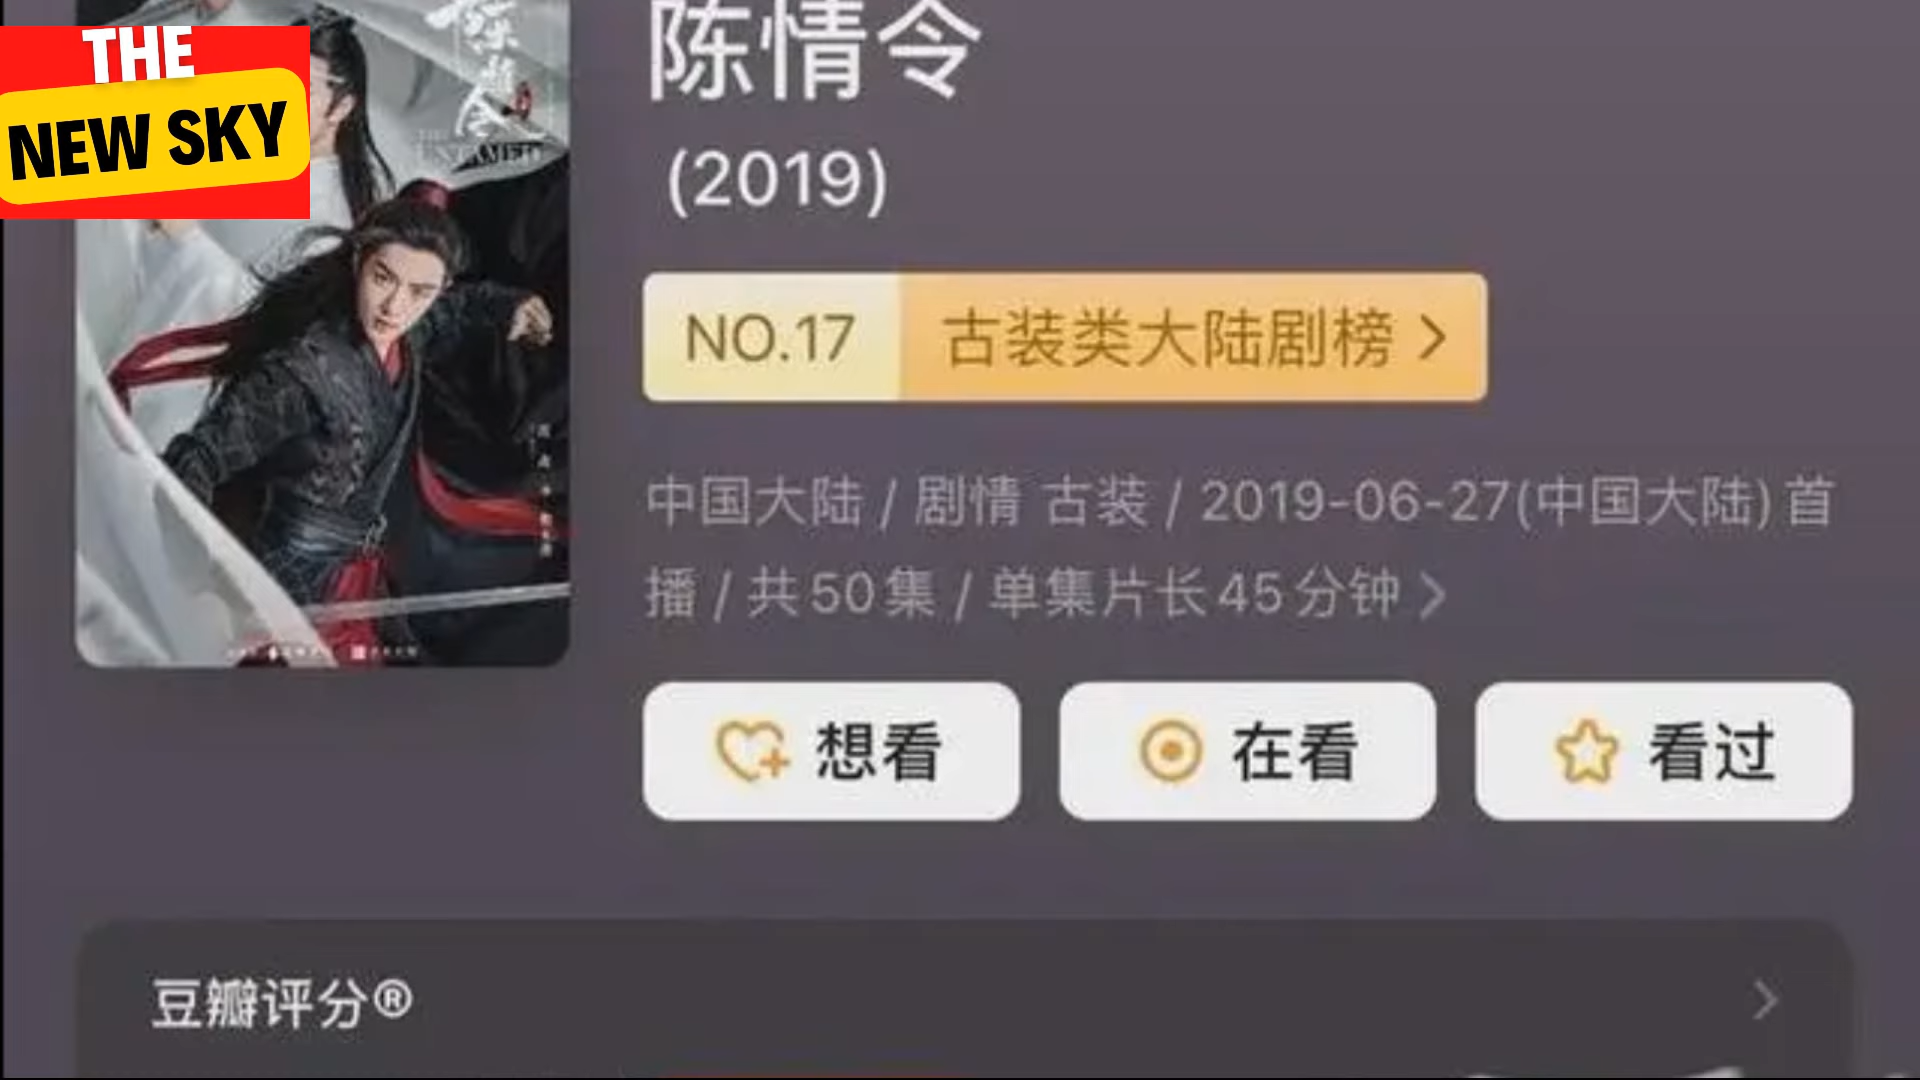 THE
NEW SKY
陈情令
(2019)
NO.17 古装类大陆剧榜
中国大陆 / 剧情 古装 / 2019-06-27(中国大陆)首
播 / 共50集 / 单集片长45分钟
想看 在看 看过
豆瓣评分®